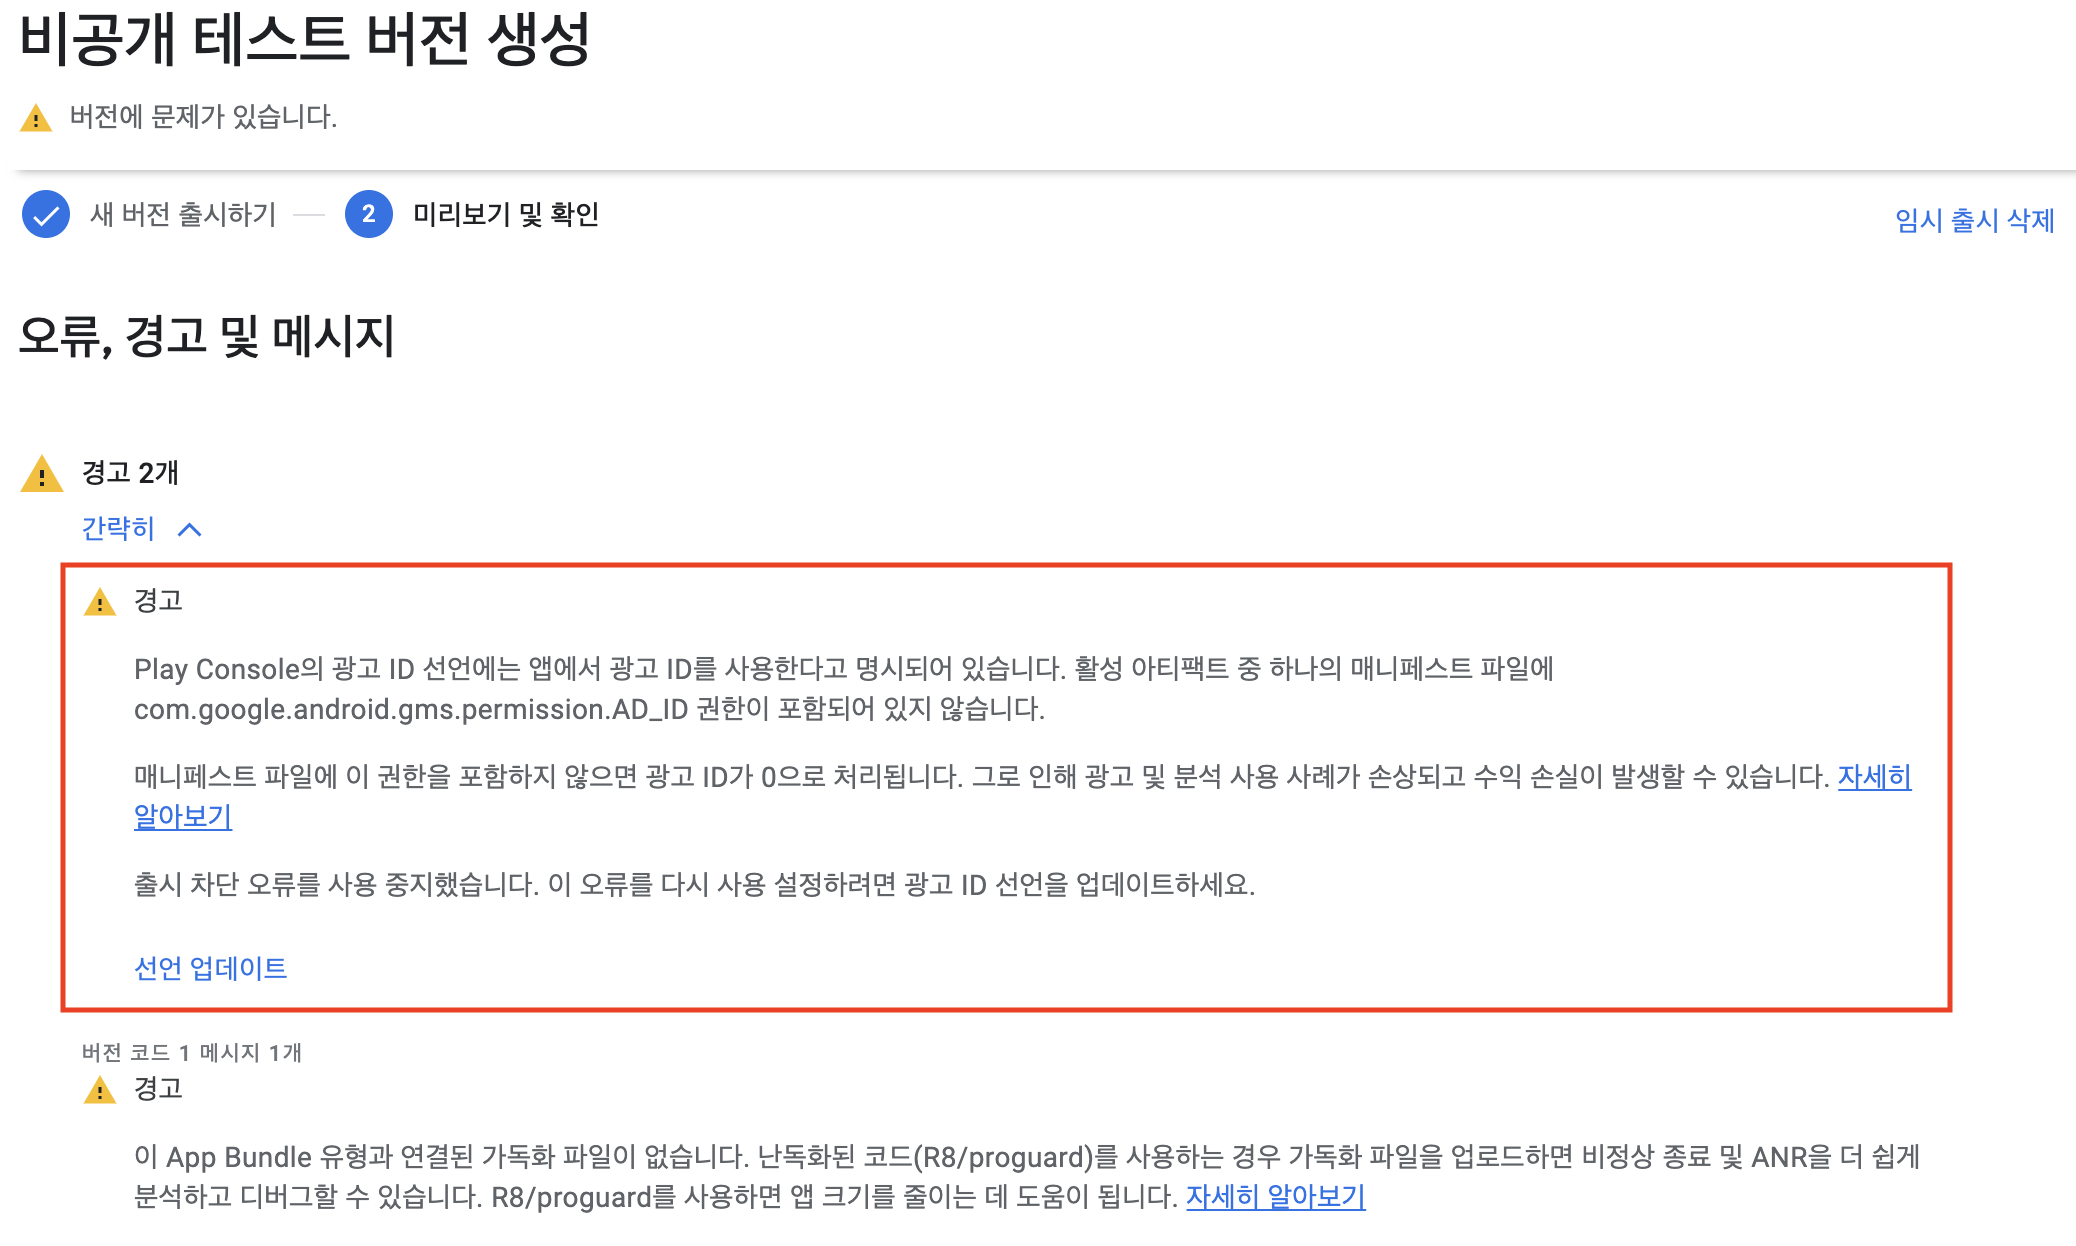 비공개 테스트 버전 생성
버전에 문제가 있습니다.
새 버전 출시하기
2 미리보기 및 확인
임시 출시 삭제
오류, 경고 및 메시지
경고 2개
간략히
경고
Play Console의 광고 ID 선언에는 앱에서 광고 ID를 사용한다고 명시되어 있습니다. 활성 아티팩트 중 하나의 매니페스트 파일에
com.google.android.gms.permission.AD_ID 권한이 포함되어 있지 않습니다.
매니페스트 파일에 이 권한을 포함하지 않으면 광고 ID가 0으로 처리됩니다. 그로 인해 광고 및 분석 사용 사례가 손상되고 수익 손실이 발생할 수 있습니다. 자세히
알아보기
출시 차단 오류를 사용 중지했습니다. 이 오류를 다시 사용 설정하려면 광고 ID 선언을 업데이트하세요.
선언 업데이트
버전 코드 1 메시지 1개
경고
이 App Bundle 유형과 연결된 가독화 파일이 없습니다. 난독화된 코드(R8/proguard)를 사용하는 경우 가독화 파일을 업로드하면 비정상 종료 및 ANR을 더 쉽게
분석하고 디버그할 수 있습니다. R8/proguard를 사용하면 앱 크기를 줄이는 데 도움이 됩니다. 자세히 알아보기